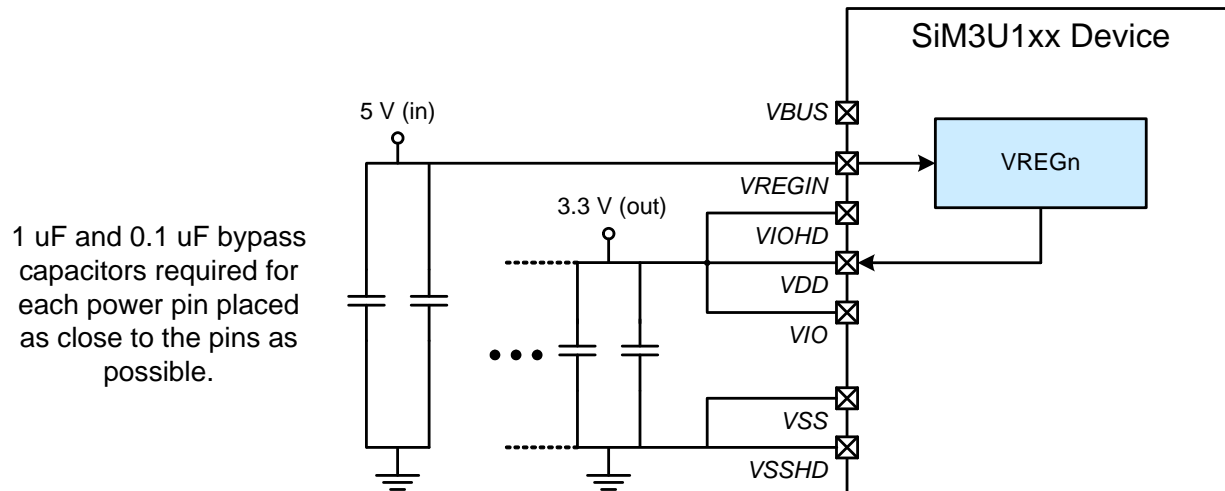 SiM3U1xx Device
5 V (in)
VBUS
VREGn
VREGIN
3.3 V (out)
1 uF and 0.1 uF bypass
capacitors required for
each power pin placed
as close to the pins as
possible.
VIOHD
VDD
VIO
VSS
VSSHD